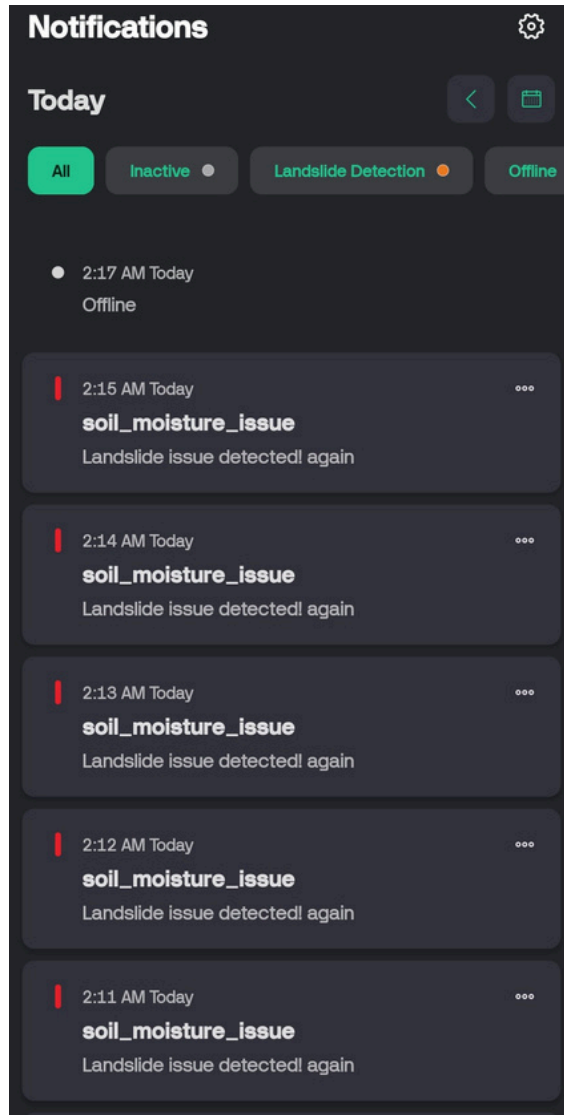 Notifications
Today
All Inactive Landslide Detection Offline
2:17 AM Today
Offline
2:15 AM Today
soil_moisture_issue
Landslide issue detected! again
2:14 AM Today
soil_moisture_issue
Landslide issue detected! again
2:13 AM Today
soil_moisture_issue
Landslide issue detected! again
2:12 AM Today
soil_moisture_issue
Landslide issue detected! again
2:11 AM Today
soil_moisture_issue
Landslide issue detected! again